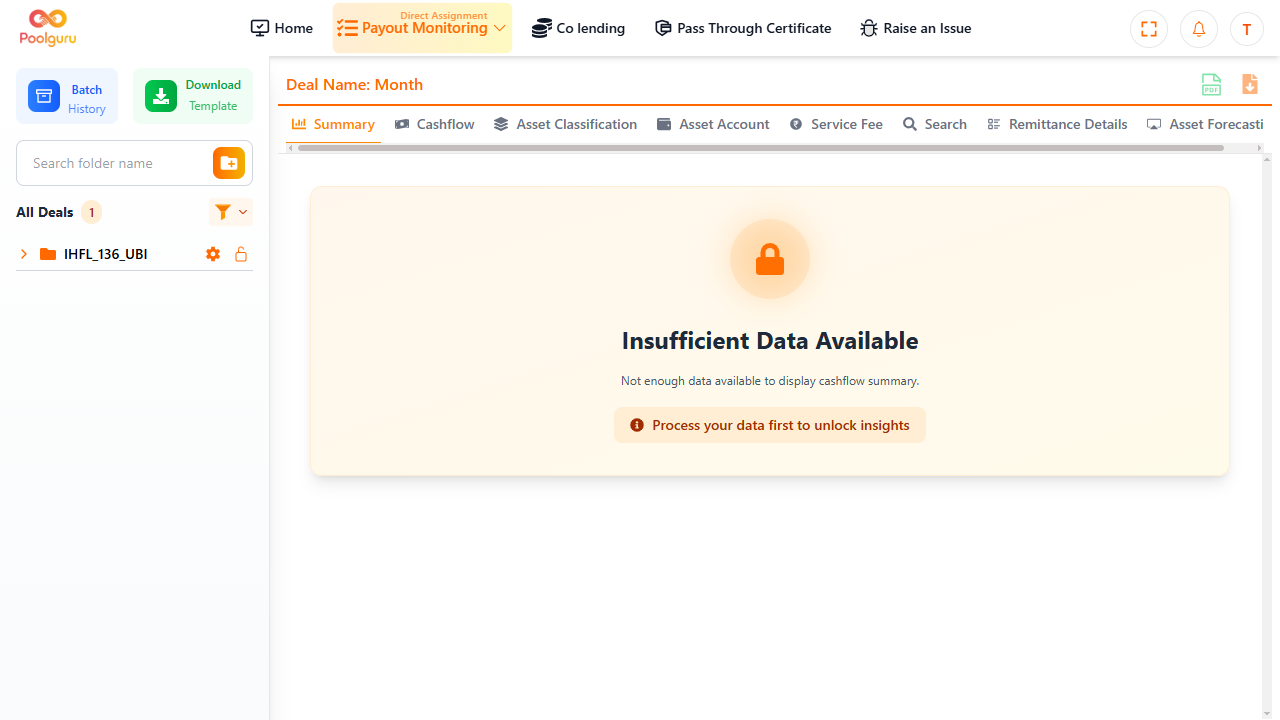 Poolguru
Home
Direct Assignment
Payout Monitoring
Co lending
Pass Through Certificate
Raise an Issue
T
Batch
History
Download
Template
Search folder name
All Deals 1
IHFL_136_UBI
Deal Name: Month
PDF
Summary
Cashflow
Asset Classification
Asset Account
Service Fee
Search
Remittance Details
Asset Forecasti
Insufficient Data Available
Not enough data available to display cashflow summary.
Process your data first to unlock insights